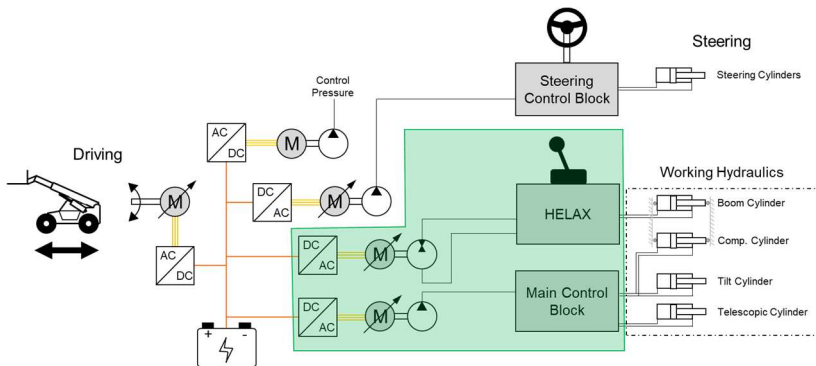 Steering
Steering
Control Block
Steering Cylinders
Control
Pressure
AC
DC
M
Driving
M
DC
AC
M
Working Hydraulics
HELAX
Boom Cylinder
Comp. Cylinder
AC
DC
DC
AC
M
Main Control
Block
Tilt Cylinder
Telescopic Cylinder
DC
AC
M
+ -